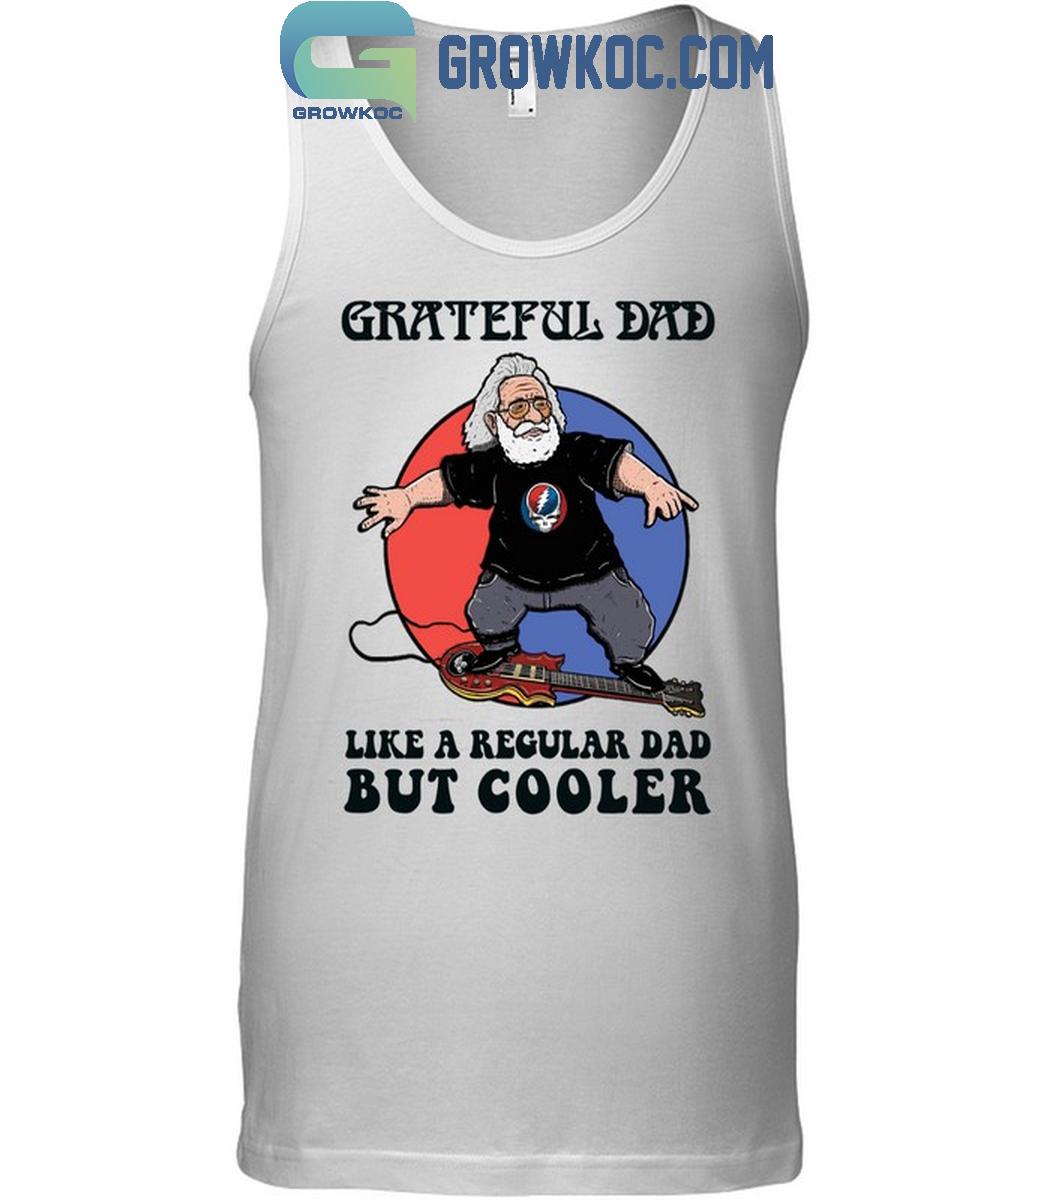 GROWKOC
GROWKOC.COM
GRATEFUL DAD
LIKE A REGULAR DAD
BUT COOLER